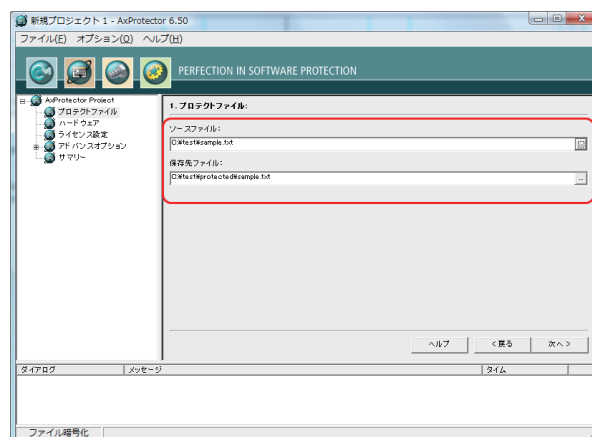 新規プロジェクト 1 - AxProtector 6.50
ファイル(F) オプション(O) ヘルプ(H)
PERFECTION IN SOFTWARE PROTECTION
AxProtector Project
プロテクトファイル
ハードウェア
ライセンス設定
アドバンスオプション
サマリー
1. プロテクトファイル:
ソースファイル:
C:¥test¥sample.txt
保存先ファイル:
C:¥test¥protected¥sample.txt
...
ヘルプ
<戻る
次へ>
ダイアログ
メッセージ
タイム
ファイル暗号化